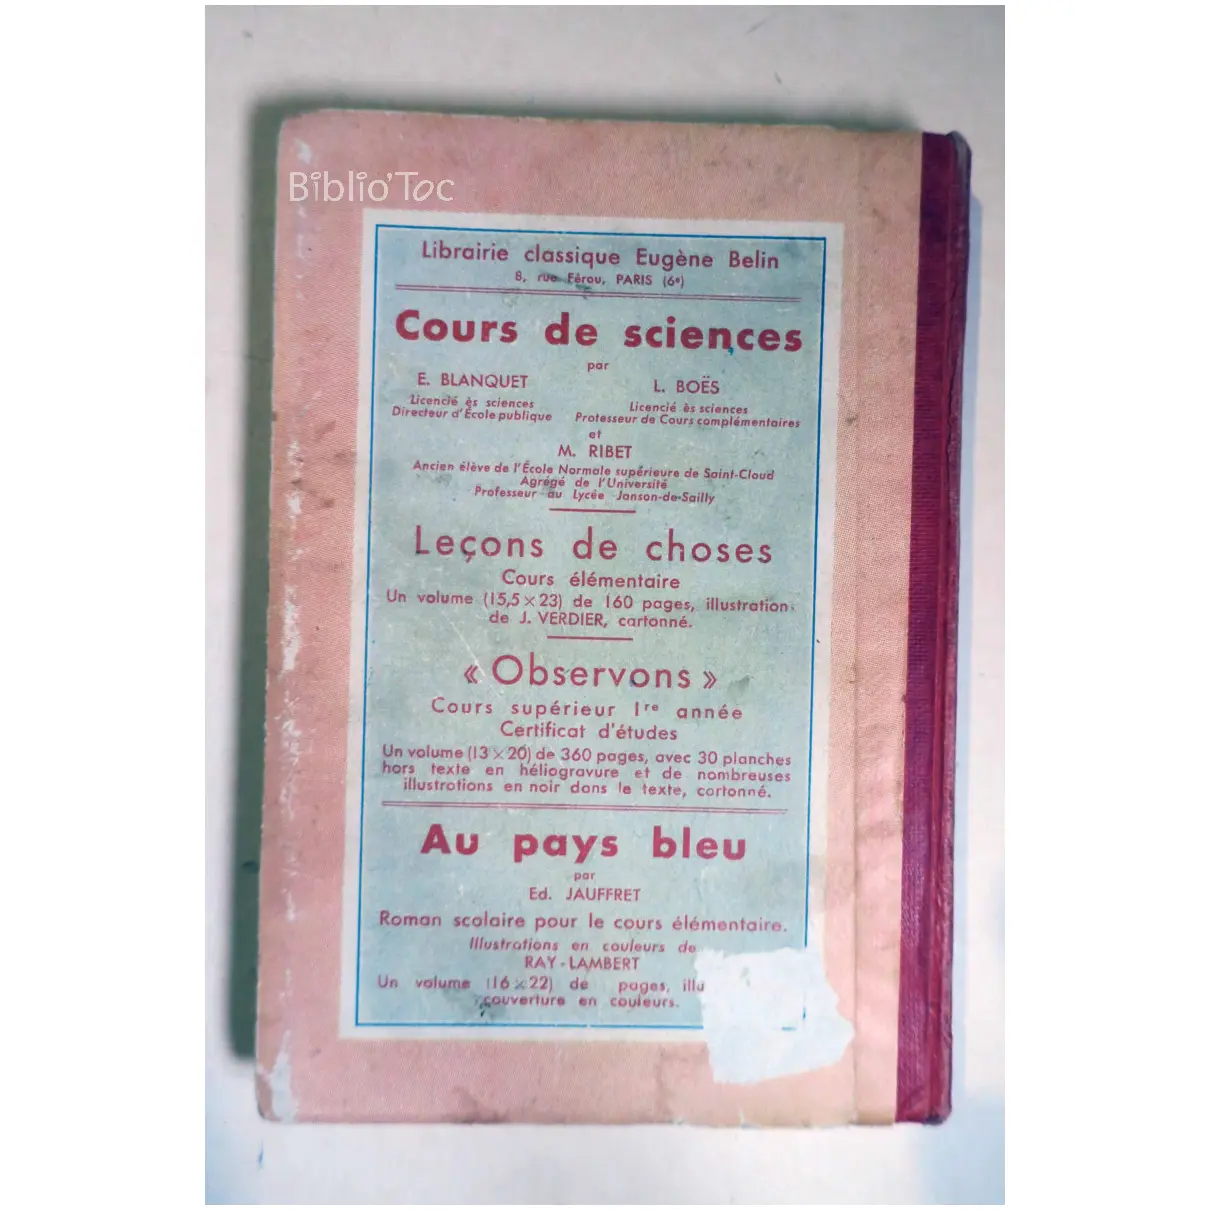 Biblio'Toc
Librairie classique Eugène Belin
8, rue Férou, PARIS (6e)
Cours de sciences
par
E. BLANQUET L. BOËS
Licencié ès sciences Licencié ès sciences
Directeur d'École publique Professeur de Cours complémentaires
et
M. RIBET
Ancien élève de l'École Normale supérieure de Saint-Cloud
Agrégé de l'Université
Professeur au Lycée Janson-de-Sailly
Leçons de choses
Cours élémentaire
Un volume (15,5 × 23) de 160 pages, illustration
de J. VERDIER, cartonné.
« Observons »
Cours supérieur 1re année
Certificat d'études
Un volume (13 × 20) de 360 pages, avec 30 planches
hors texte en héliogravure et de nombreuses
illustrations en noir dans le texte, cartonné.
Au pays bleu
par
Ed. JAUFFRET
Roman scolaire pour le cours élémentaire.
Illustrations en couleurs de
RAY-LAMBERT
Un volume (16 × 22) de pages, illu
couverture en couleurs.